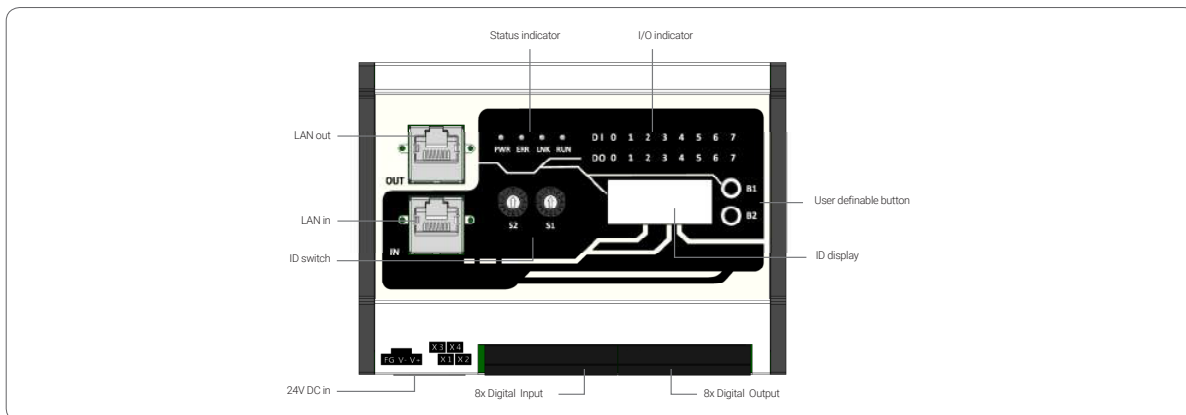 Status indicator
I/O indicator
LAN out
DI 0 1 2 3 4 5 6 7
PWR ERR LNK RUN
DO 0 1 2 3 4 5 6 7
OUT
B1
User definable button
LAN in
S2 S1
B2
IN
ID switch
ID display
X3 X4
FG V- V+
X1 X2
24V DC in
8x Digital Input
8x Digital Output